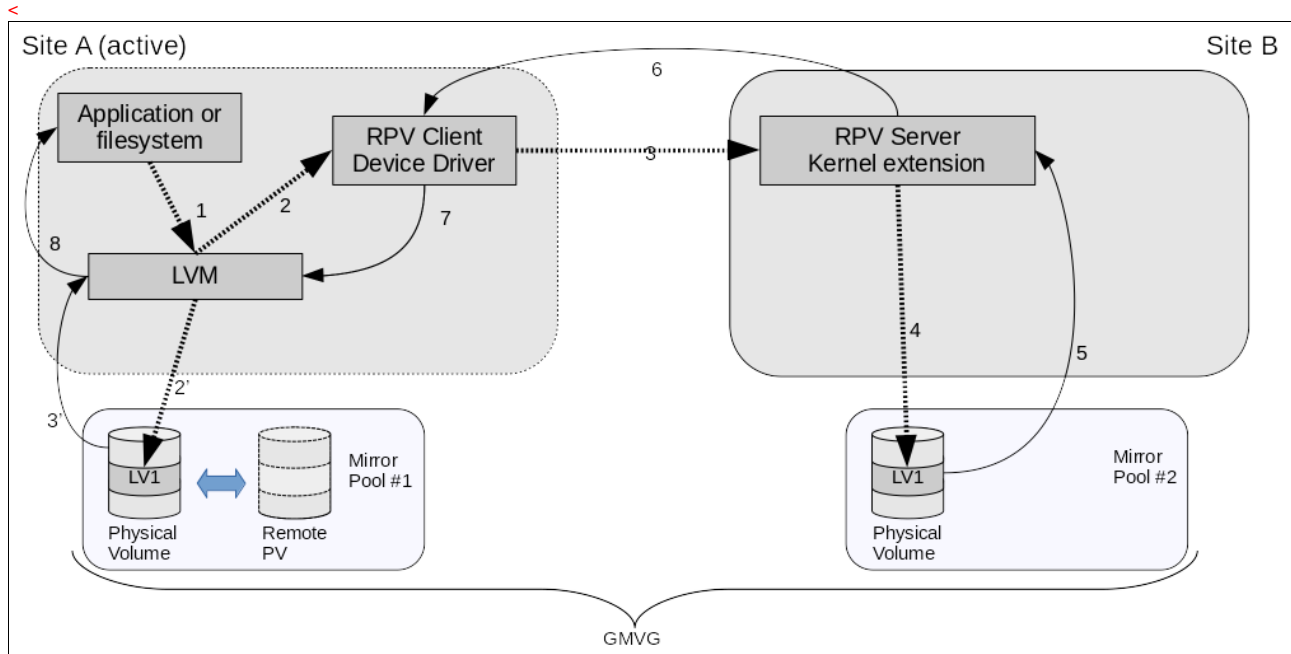 <
Site A (active)
Site B
6
Application or
filesystem
RPV Client
Device Driver
3
RPV Server
Kernel extension
1
2
7
8
LVM
4
5
2'
3'
LV1
Mirror
Pool #1
Physical
Volume
Remote
PV
LV1
Mirror
Pool #2
Physical
Volume
GMVG